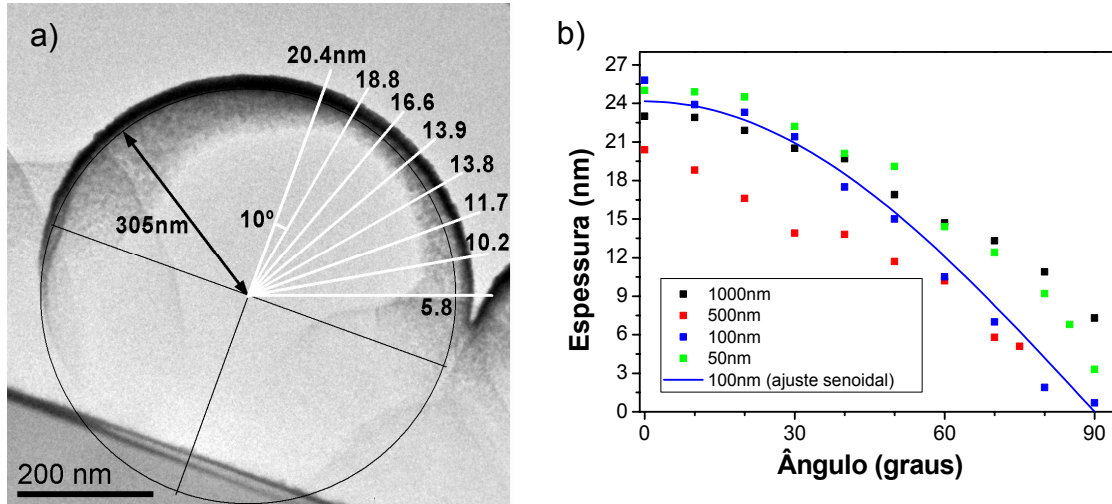 a)
20.4nm
18.8
16.6
13.9
13.8
11.7
10.2
5.8
10º
305nm
200 nm
b)
Espessura (nm)
27
24
21
18
15
12
9
6
3
0
1000nm
500nm
100nm
50nm
100nm (ajuste senoidal)
0
30
60
90
Ângulo (graus)